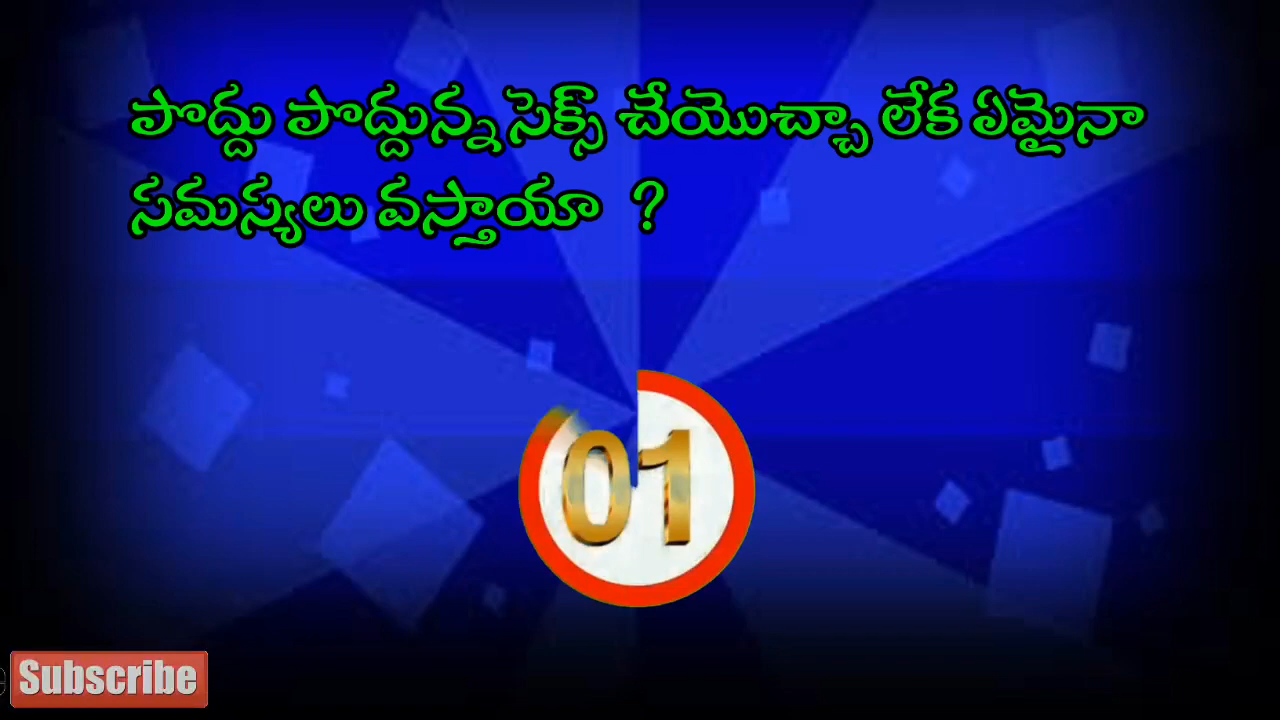 పొద్దు పొద్దున్న సెక్స్ చేయొచ్చా లేక ఏమైనా
సమస్యలు వస్తాయా ?
01
Subscribe